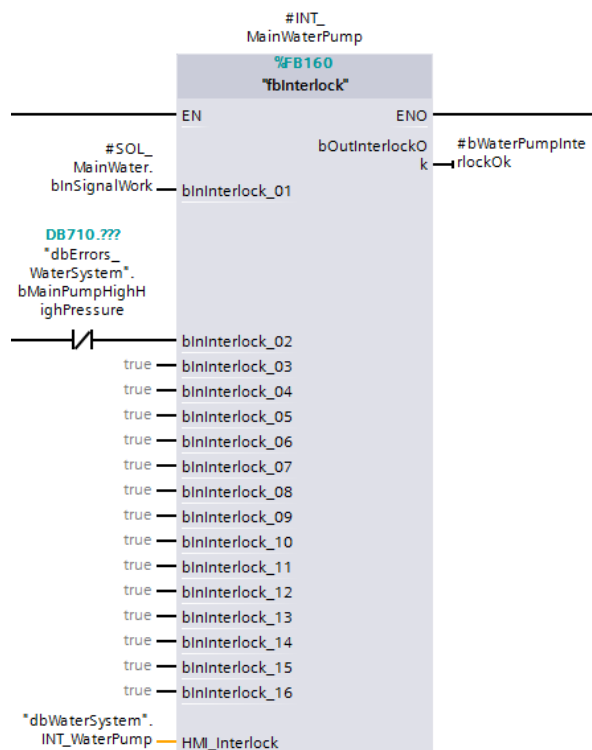 #INT_
MainWaterPump
%FB160
"fbInterlock"
EN
ENO
#SOL_
MainWater.
bInSignalWork
bInInterlock_01
bOutInterlockO
k
#bWaterPumpInte
rlockOk
DB710.???
"dbErrors_
WaterSystem".
bMainPumpHighH
ighPressure
bInInterlock_02
true
bInInterlock_03
true
bInInterlock_04
true
bInInterlock_05
true
bInInterlock_06
true
bInInterlock_07
true
bInInterlock_08
true
bInInterlock_09
true
bInInterlock_10
true
bInInterlock_11
true
bInInterlock_12
true
bInInterlock_13
true
bInInterlock_14
true
bInInterlock_15
true
bInInterlock_16
"dbWaterSystem".
INT_WaterPump
HMI_Interlock